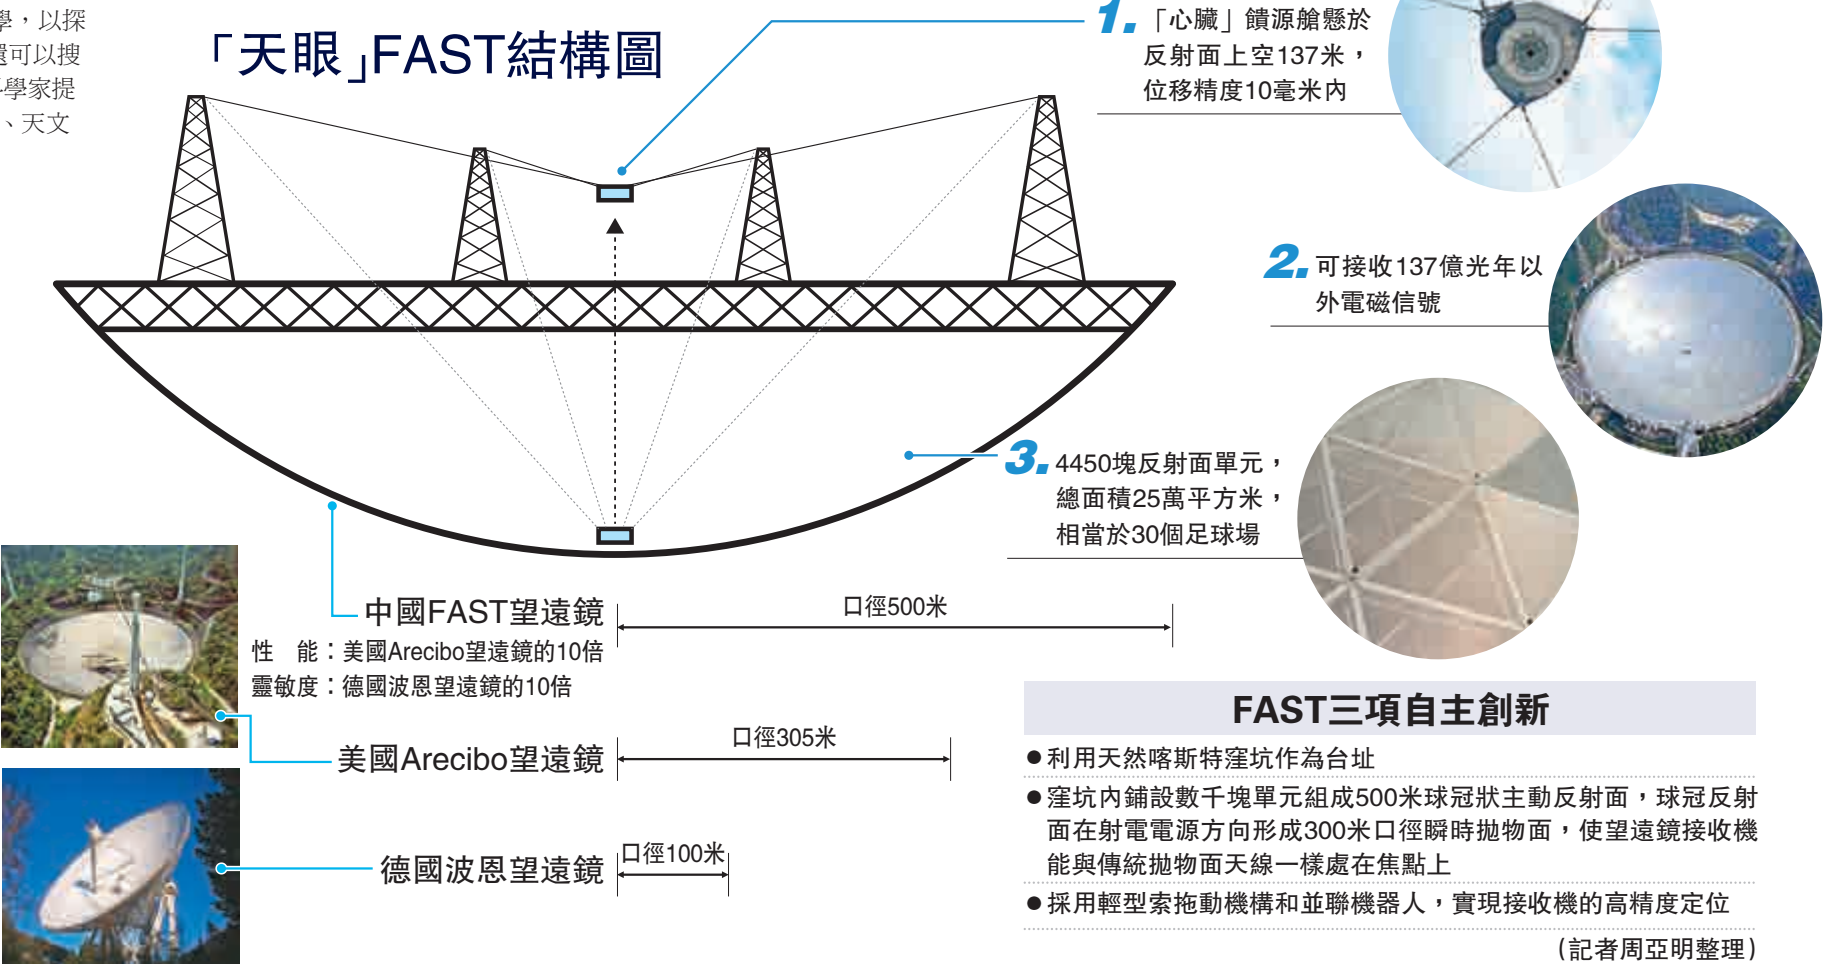 學，以探
還可以搜
學家提
、天文
「天眼」FAST結構圖
1.「心臟」饋源艙懸於
反射面上空137米，
位移精度10毫米內
2.可接收137億光年以
外電磁信號
3.4450塊反射面單元，
總面積25萬平方米，
相當於30個足球場
中國FAST望遠鏡
口徑500米
性　能：美國Arecibo望遠鏡的10倍
靈敏度：德國波恩望遠鏡的10倍
美國Arecibo望遠鏡
口徑305米
德國波恩望遠鏡
口徑100米
FAST三項自主創新
●利用天然喀斯特窪坑作為台址
●窪坑內鋪設數千塊單元組成500米球冠狀主動反射面，球冠反射
面在射電電源方向形成300米口徑瞬時拋物面，使望遠鏡接收機
能與傳統拋物面天線一樣處在焦點上
●採用輕型索拖動機構和並聯機器人，實現接收機的高精度定位
（記者周亞明整理）